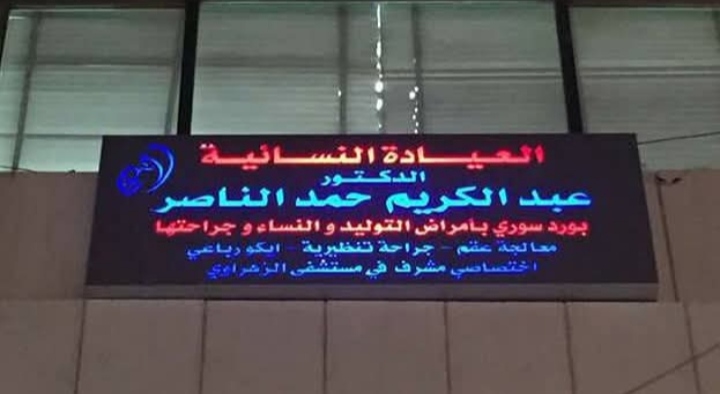 العيادة النسائية
الدكتور
عبد الكريم حمد الناصر
بورد سوري بأمراض التوليد و النساء و جراحتها
معالجة عقم - جراحة تنظيرية - ايكو رباعي
اختصاصي مشرف في مستشفى الزهراوي